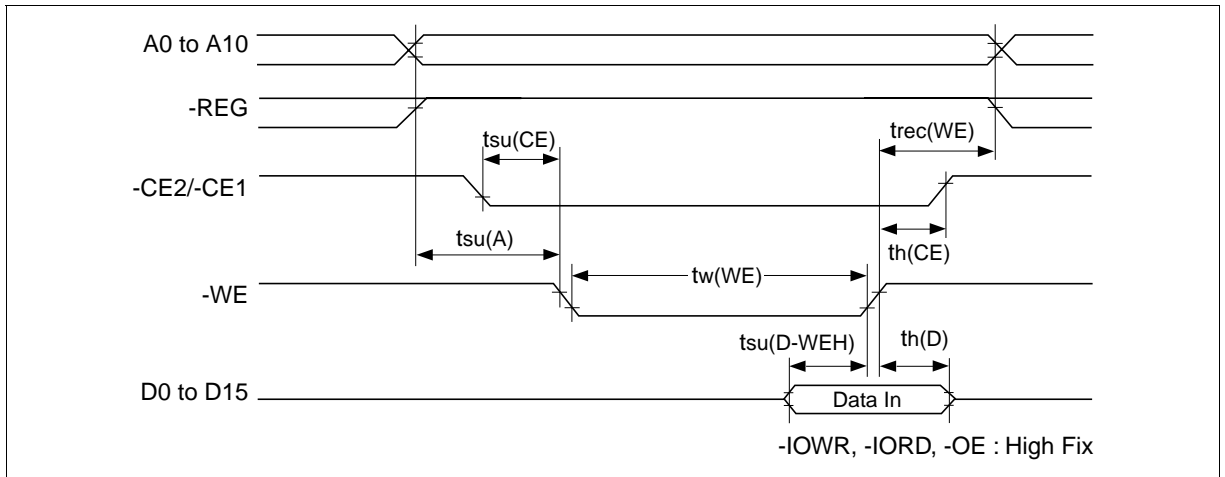 A0 to A10
-REG
tsu(CE)
trec(WE)
-CE2/-CE1
tsu(A)
th(CE)
tw(WE)
-WE
tsu(D-WEH)
th(D)
D0 to D15
Data In
-IOWR, -IORD, -OE : High Fix